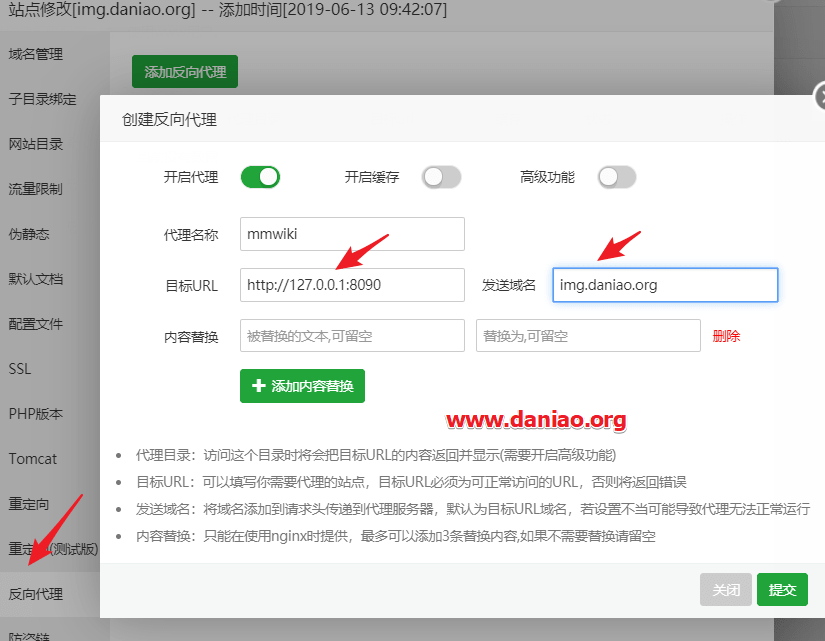 站点修改[img.daniao.org] -- 添加时间[2019-06-13 09:42:07]
域名管理
子目录绑定
网站目录
流量限制
伪静态
默认文档
配置文件
SSL
PHP版本
Tomcat
重定向
重定向(测试版)
反向代理
防盗链
添加反向代理
创建反向代理
开启代理 开启缓存 高级功能
代理名称 mmwiki
目标URL http://127.0.0.1:8090 发送域名 img.daniao.org
内容替换 被替换的文本,可留空 替换为,可留空 删除
添加内容替换
www.daniao.org
代理目录：访问这个目录时将会把目标URL的内容返回并显示(需要开启高级功能)
目标URL：可以填写你需要代理的站点，目标URL必须为可正常访问的URL，否则将返回错误
发送域名：将域名添加到请求头传递到代理服务器，默认为目标URL域名，若设置不当可能导致代理无法正常运行
内容替换：只能在使用nginx时提供，最多可以添加3条替换内容,如果不需要替换请留空
关闭 提交